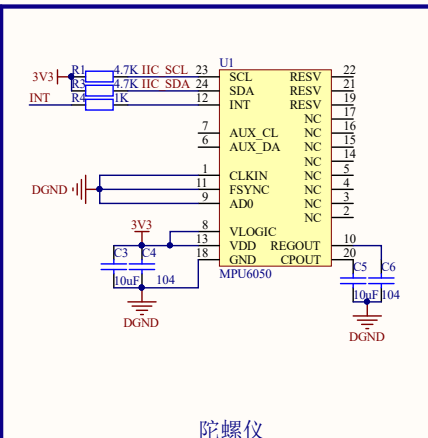 U1
R1 4.7K IIC_SCL 23 SCL RESV 22
3V3 R3 4.7K IIC_SDA 24 SDA RESV 21
INT R4 1K 12 INT RESV 19
NC 17
7 AUX_CL NC 16
6 AUX_DA NC 15
NC 14
1 CLKIN NC 5
DGND 11 FSYNC NC 4
9 AD0 NC 3
NC 2
3V3 8 VLOGIC
13 VDD REGOUT 10
C3 C4 18 GND CPOUT 20
10uF 104 MPU6050 C5 C6
10uF 104
DGND
DGND
陀螺仪